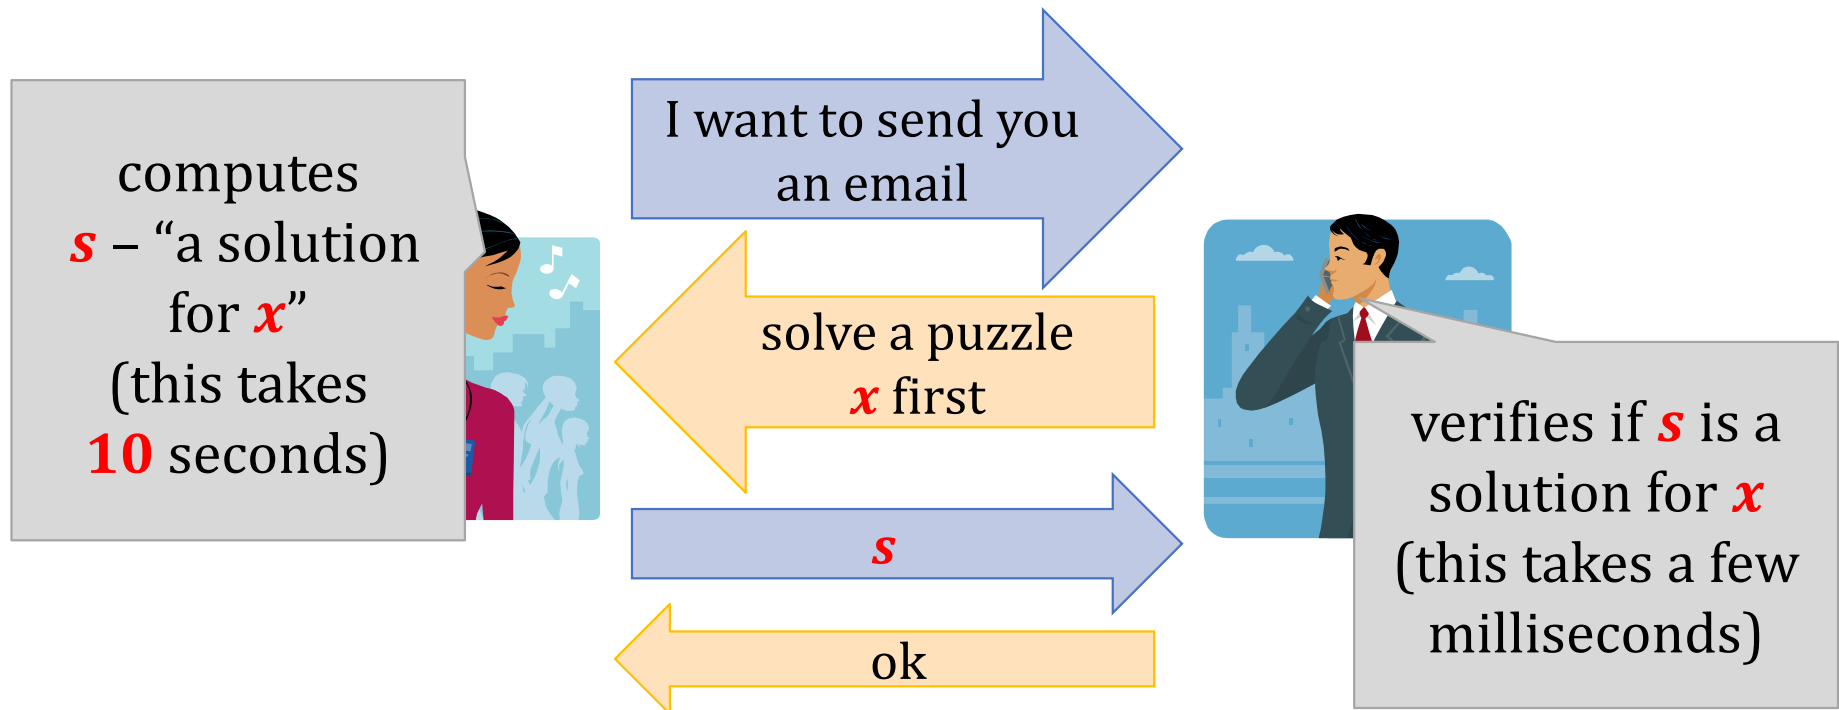 I want to send you
an email
computes
s – “a solution
for x”
(this takes
10 seconds)
solve a puzzle
x first
s
verifies if s is a
solution for x
(this takes a few
milliseconds)
ok